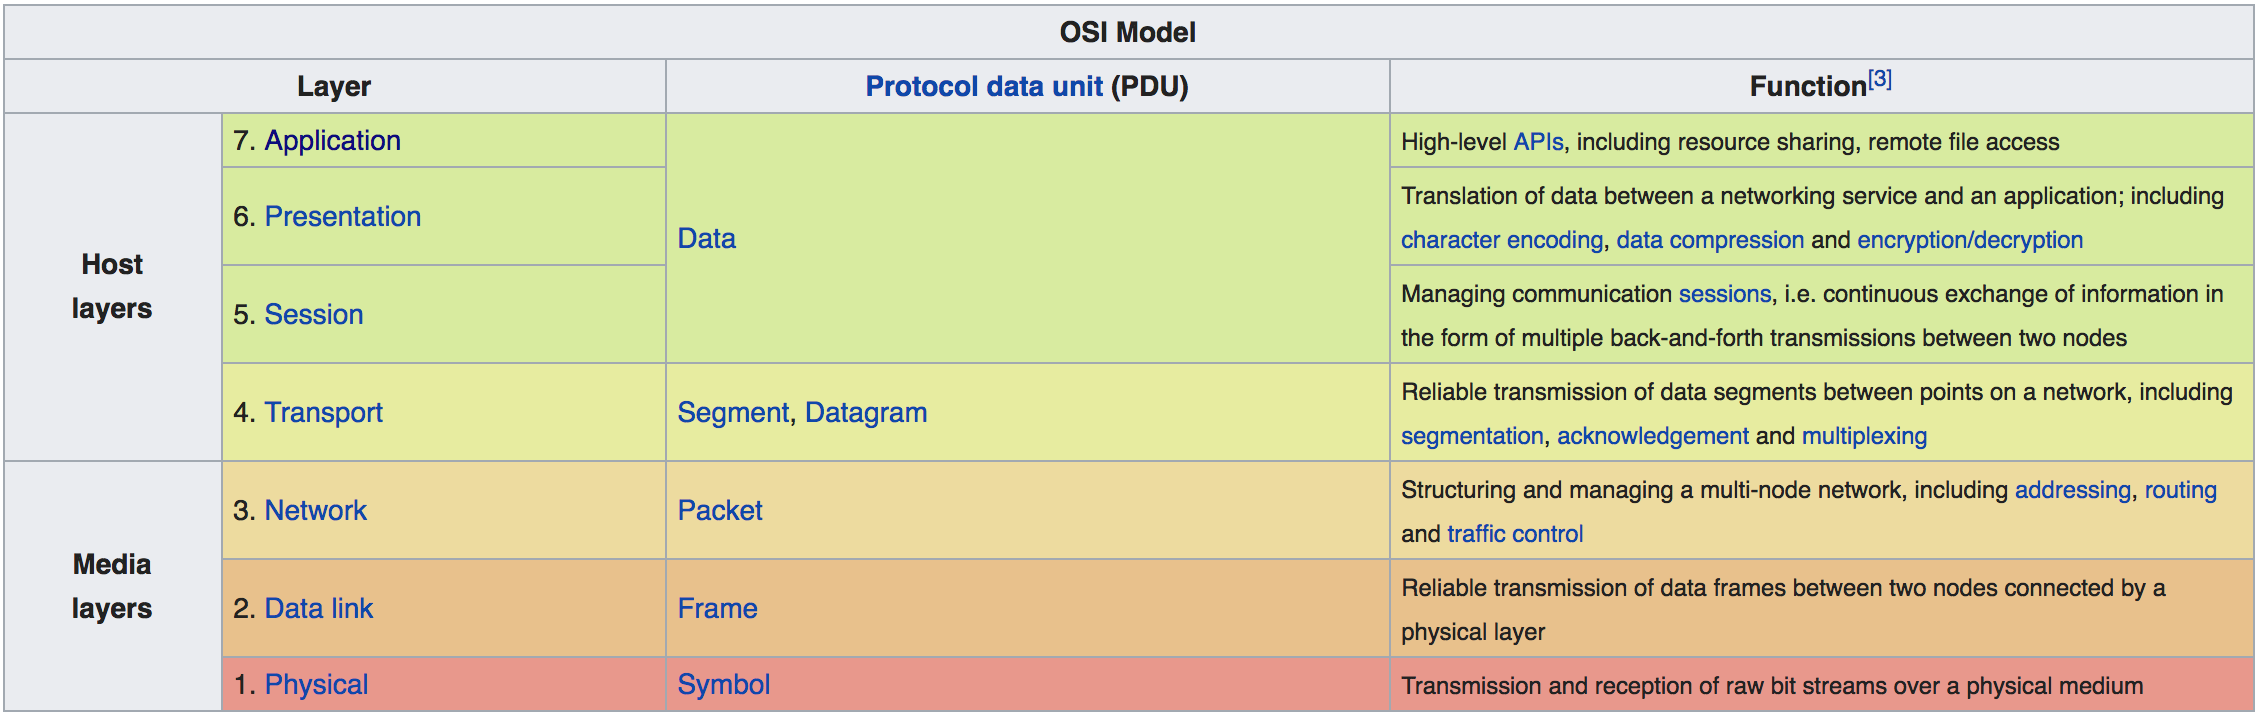 OSI Model
Layer
Protocol data unit (PDU)
Function[3]
Host
layers
7. Application
Data
High-level APIs, including resource sharing, remote file access
6. Presentation
Translation of data between a networking service and an application; including
character encoding, data compression and encryption/decryption
5. Session
Managing communication sessions, i.e. continuous exchange of information in
the form of multiple back-and-forth transmissions between two nodes
4. Transport
Segment, Datagram
Reliable transmission of data segments between points on a network, including
segmentation, acknowledgement and multiplexing
Media
layers
3. Network
Packet
Structuring and managing a multi-node network, including addressing, routing
and traffic control
2. Data link
Frame
Reliable transmission of data frames between two nodes connected by a
physical layer
1. Physical
Symbol
Transmission and reception of raw bit streams over a physical medium